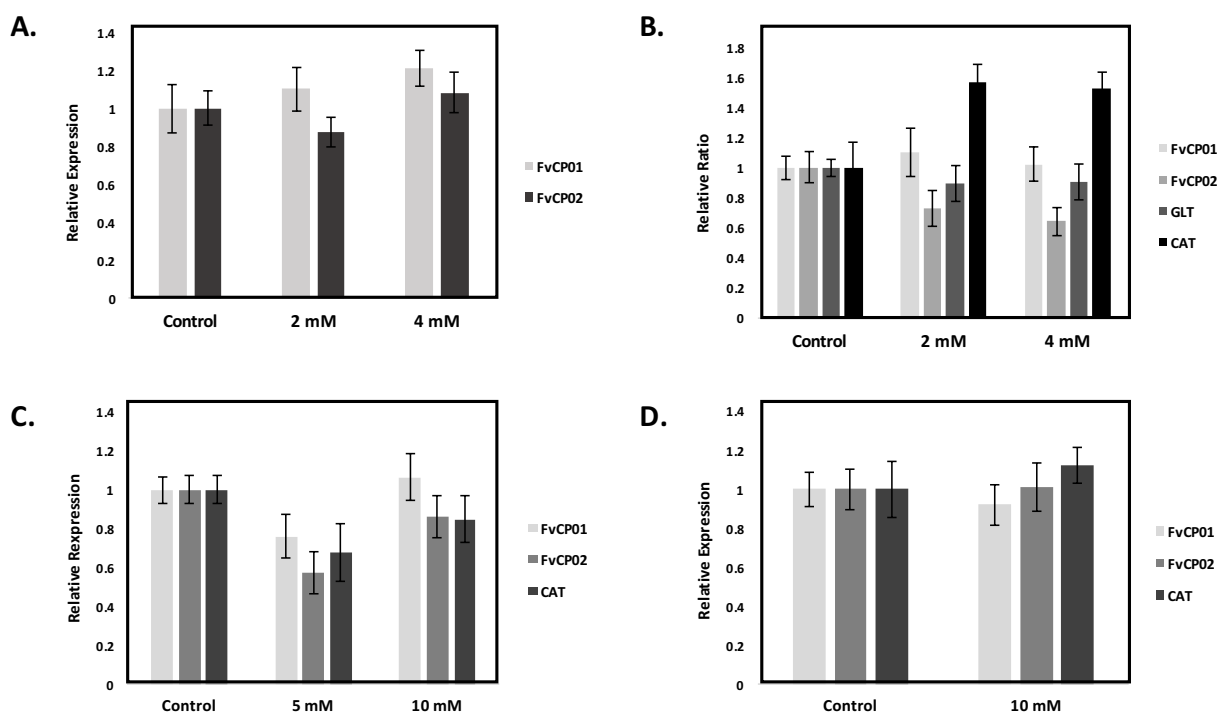 A.
1.4
1.2
1
0.8
0.6
0.4
0.2
0
Relative Expression
Control 2 mM 4 mM
FvCP01
FvCP02
B.
1.8
1.6
1.4
1.2
1
0.8
0.6
0.4
0.2
0
Relative Ratio
Control 2 mM 4 mM
FvCP01
FvCP02
GLT
CAT
C.
1.4
1.2
1
0.8
0.6
0.4
0.2
0
Relative Rexpression
Control 5 mM 10 mM
FvCP01
FvCP02
CAT
D.
1.4
1.2
1
0.8
0.6
0.4
0.2
0
Relative Expression
Control 10 mM
FvCP01
FvCP02
CAT